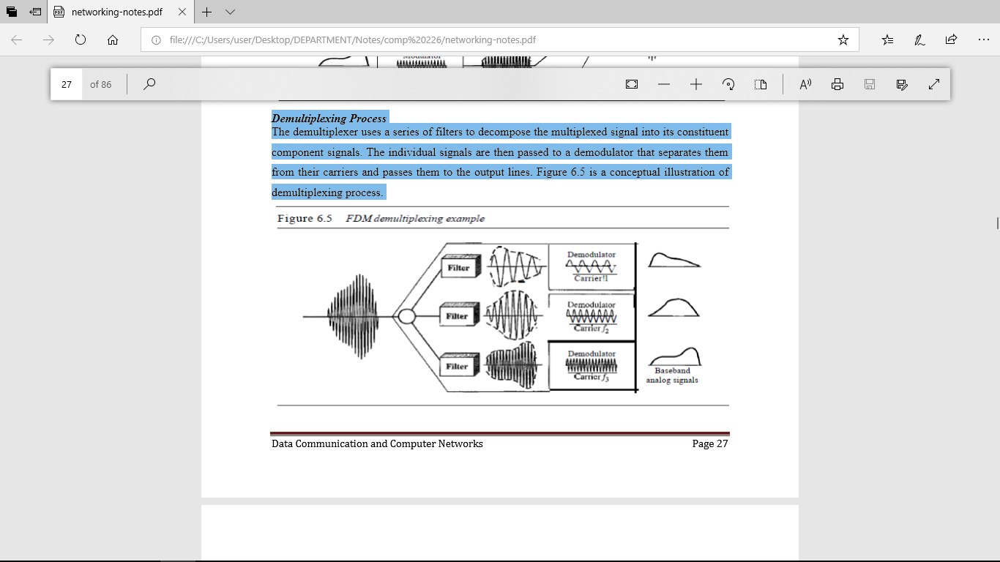 networking-notes.pdf
file:///C:/Users/user/Desktop/DEPARTMENT/Notes/comp%20226/networking-notes.pdf
27 of 86
Demultiplexing Process
The demultiplexer uses a series of filters to decompose the multiplexed signal into its constituent
component signals. The individual signals are then passed to a demodulator that separates them
from their carriers and passes them to the output lines. Figure 6.5 is a conceptual illustration of
demultiplexing process.
Figure 6.5 FDM demultiplexing example
Demodulator
Filter
Carrier!1
Demodulator
Filter
Carrier f2
Demodulator
Filter
Carrier f3
Baseband
analog signals
Data Communication and Computer Networks Page 27